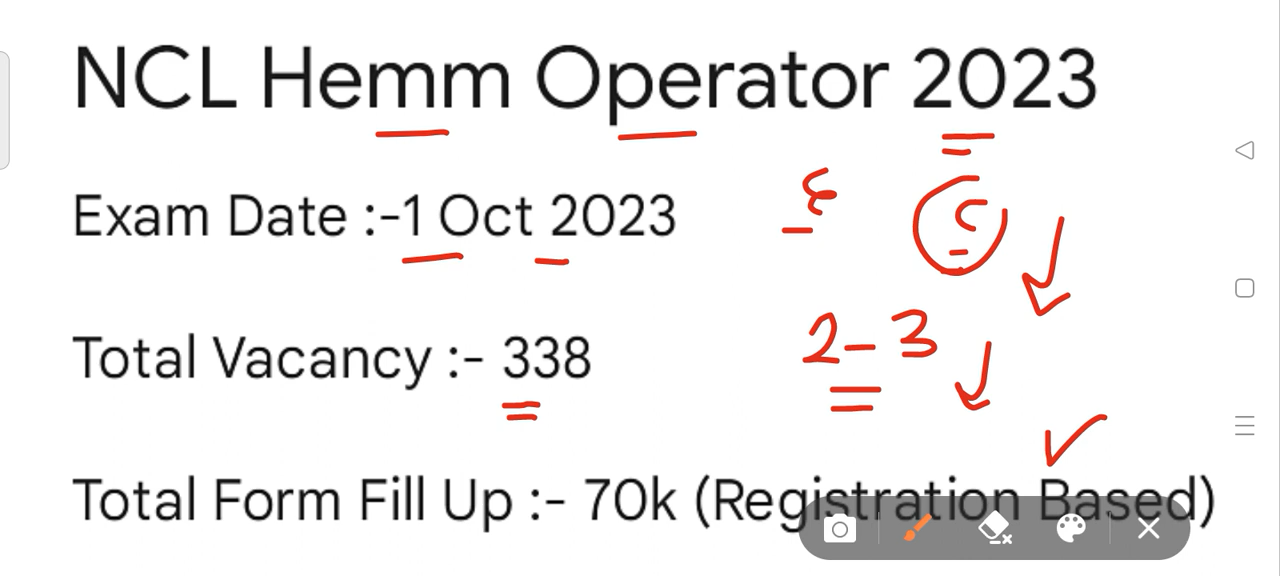 NCL Hemm Operator 2023
Exam Date :-1 Oct 2023
Total Vacancy :- 338
2-3
Total Form Fill Up :- 70k (Registration Based)